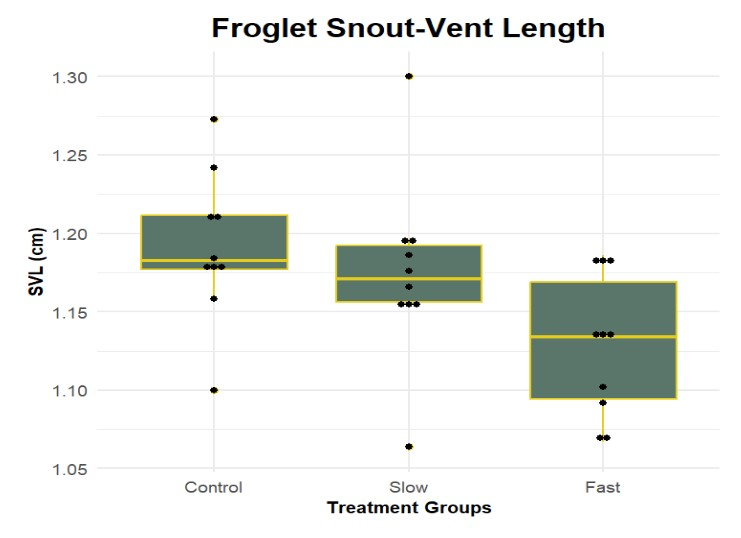 Froglet Snout-Vent Length
1.30
1.25
1.20
1.15
1.10
1.05
SVL (cm)
Control Slow Fast
Treatment Groups